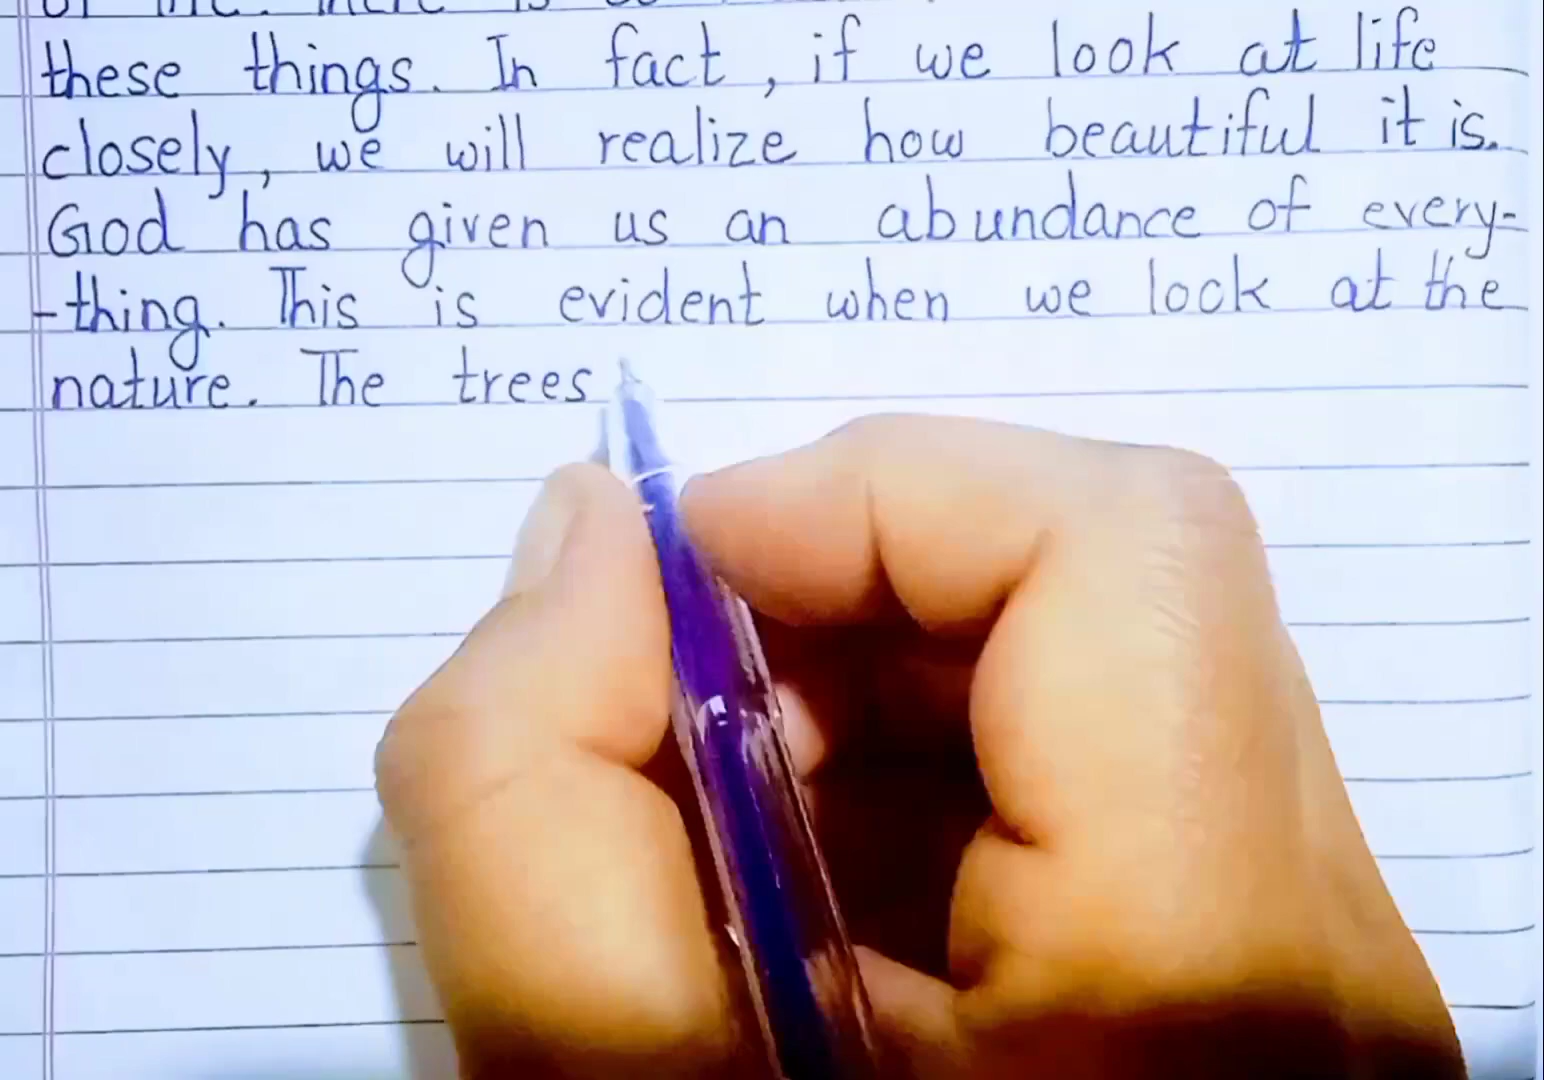 these things. In fact, if we look at life
closely, we will realize how beautiful it is.
God has given us an abundance of every-
-thing. This is evident when we look at the
nature. The trees